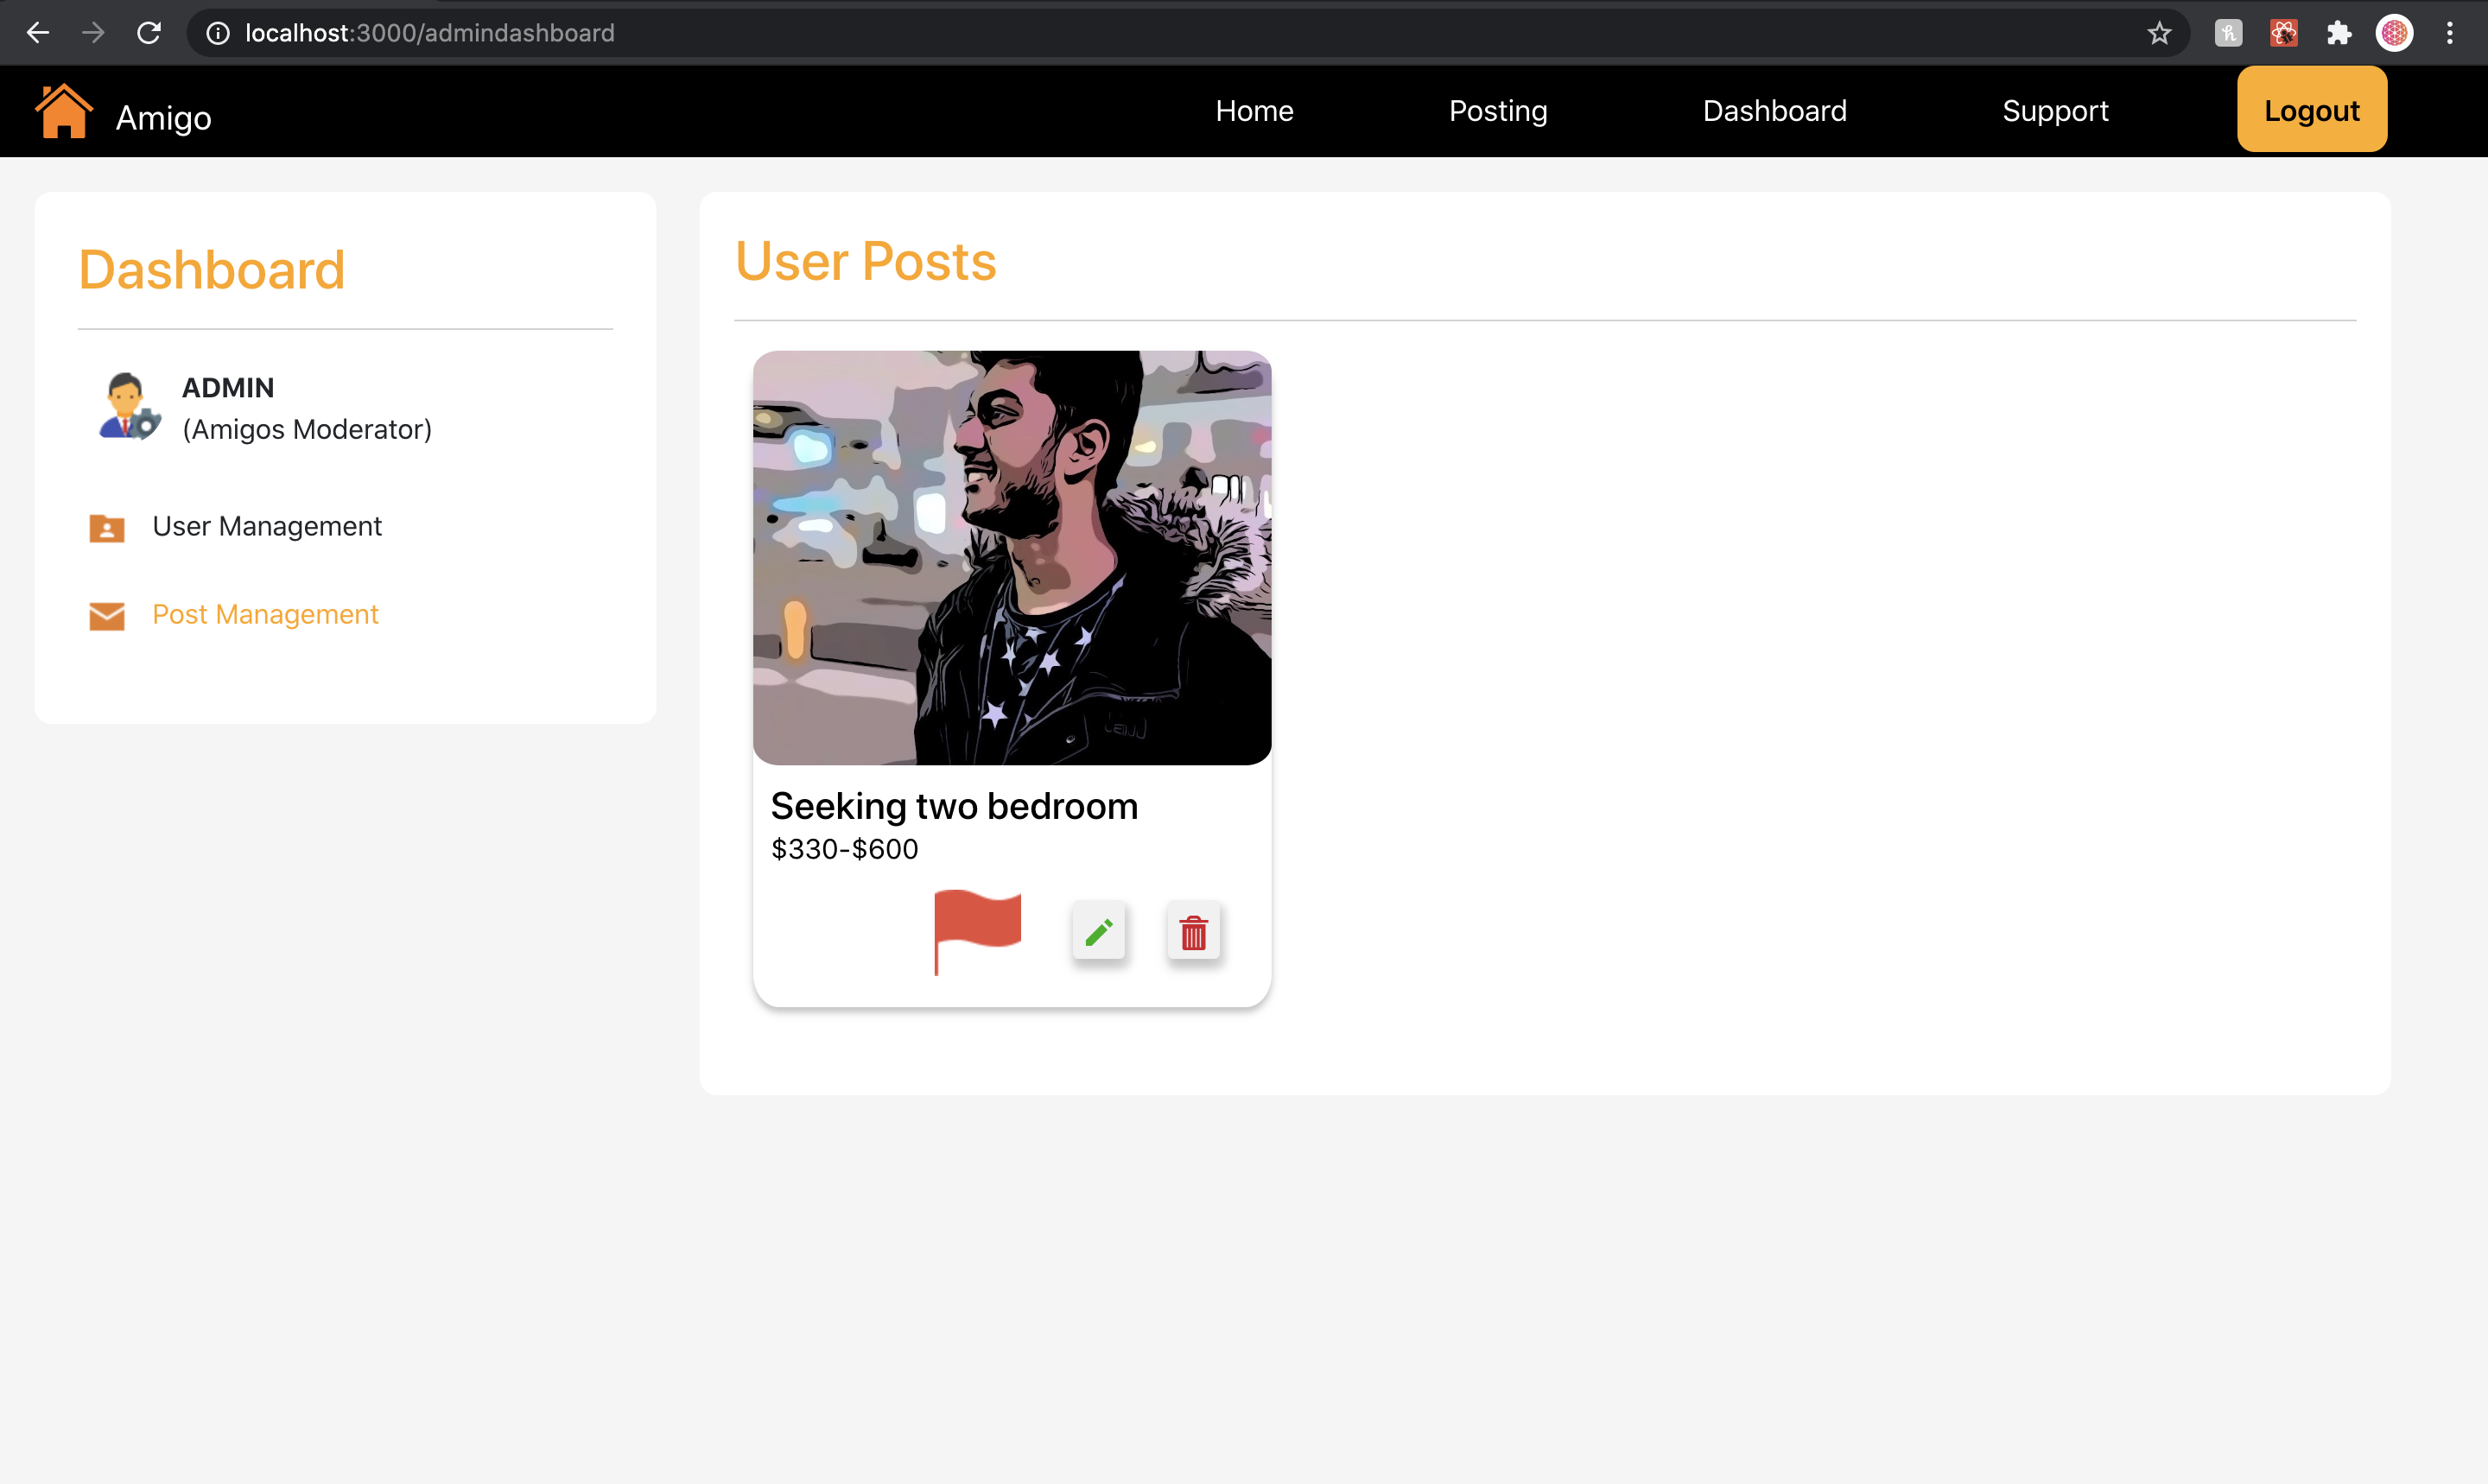 localhost:3000/admindashboard
Amigo
Home
Posting
Dashboard
Support
Logout
Dashboard
ADMIN
(Amigos Moderator)
User Management
Post Management
User Posts
Seeking two bedroom
$330-$600